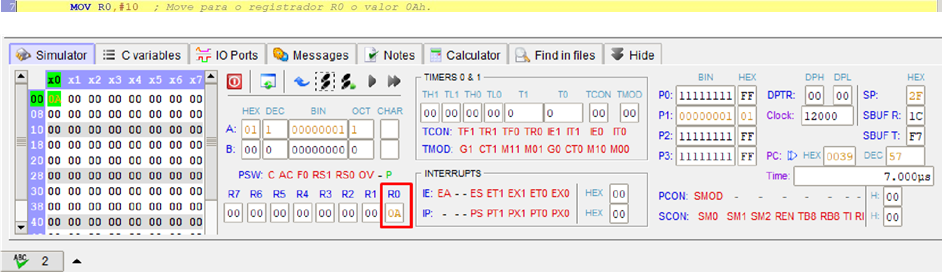 7 MOV R0,#10 ; Move para o registrador R0 o valor 0Ah.
Simulator C variables IO Ports Messages Notes Calculator Find in files Hide
x0 x1 x2 x3 x4 x5 x6 x7
00 0A 00 00 00 00 00 00 00
08 00 00 00 00 00 00 00 00
10 00 00 00 00 00 00 00 00
18 00 00 00 00 00 00 00 00
20 00 00 00 00 00 00 00 00
28 00 00 00 00 00 00 00 00
30 00 00 00 00 00 00 00 00
38 00 00 00 00 00 00 00 00
40 00 00 00 00 00 00 00 00
HEX DEC BIN OCT CHAR
A: 01 1 00000001 1
B: 00 0 00000000 0
PSW: C AC F0 RS1 RS0 OV - P
R7 R6 R5 R4 R3 R2 R1 R0
00 00 00 00 00 00 00 0A
TIMERS 0 & 1
TH1 TL1 TH0 TL0 T1 T0 TCON TMOD
00 00 00 00 0 0 00 00
TCON: TF1 TR1 TF0 TR0 IE1 IT1 IE0 IT0
TMOD: G1 CT1 M11 M01 G0 CT0 M10 M00
INTERRUPTS
IE: EA - - ES ET1 EX1 ET0 EX0 HEX 00
IP: - - - PS PT1 PX1 PT0 PX0 HEX 00
BIN HEX
P0: 11111111 FF
P1: 00000001 01
P2: 11111111 FF
P3: 11111111 FF
DPH DPL
DPTR: 00 00
Clock: 12000
HEX
SP: 2F
SBUF R: 1C
SBUF T: F7
PC: HEX 0039 DEC 57
Time: 7.000µs
PCON: SMOD - - - - - - - H: 00
SCON: SM0 SM1 SM2 REN TB8 RB8 TI RI H: 00
ABC 2